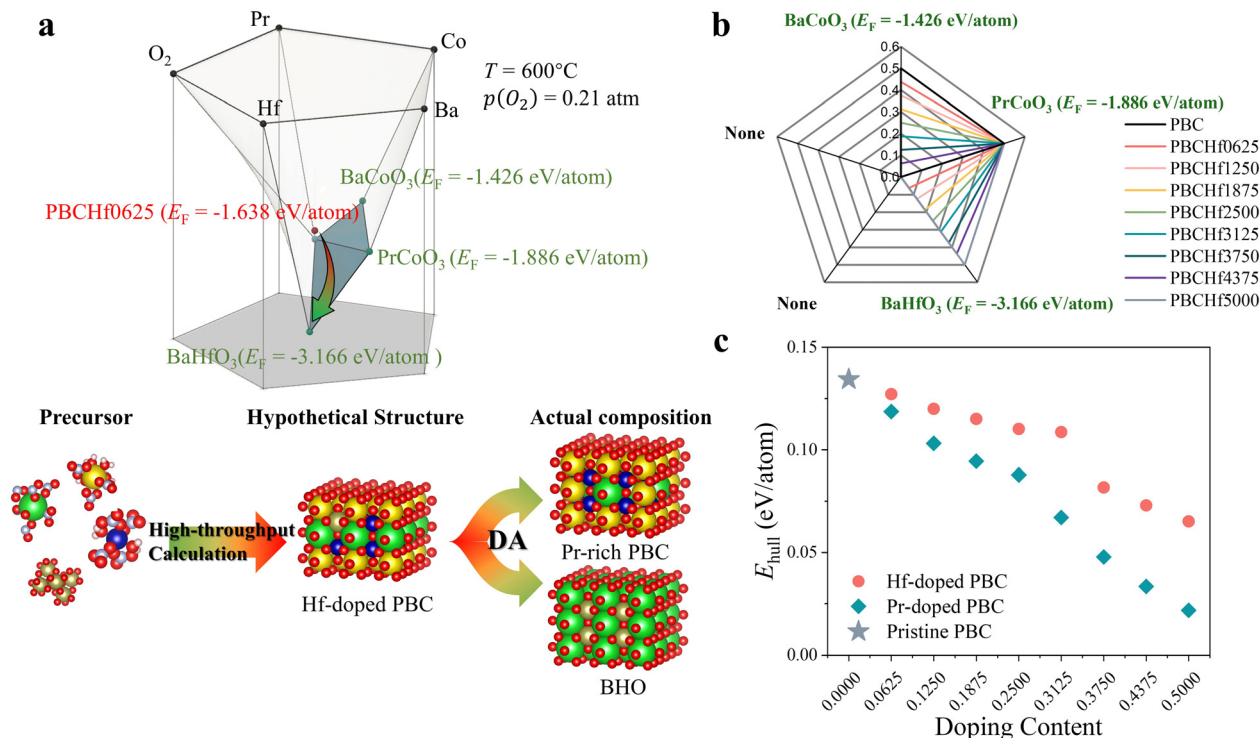 a
Pr
O2
Co
Hf
Ba
T = 600°C
p(O2) = 0.21 atm
BaCoO3(EF = -1.426 eV/atom)
PBCHf0625 (EF = -1.638 eV/atom)
PrCoO3 (EF = -1.886 eV/atom)
BaHfO3(EF = -3.166 eV/atom )
Precursor
Hypothetical Structure
Actual composition
High-throughput
Calculation
DA
Hf-doped PBC
Pr-rich PBC
BHO
b
BaCoO3 (EF = -1.426 eV/atom)
0.6
0.5
0.4
0.3
0.2
0.1
0.0
PrCoO3 (EF = -1.886 eV/atom)
None
None
BaHfO3 (EF = -3.166 eV/atom)
PBC
PBCHf0625
PBCHf1250
PBCHf1875
PBCHf2500
PBCHf3125
PBCHf3750
PBCHf4375
PBCHf5000
c
0.15
0.10
0.05
0.00
Ehull (eV/atom)
Hf-doped PBC
Pr-doped PBC
Pristine PBC
0.0000
0.0625
0.1250
0.1875
0.2500
0.3125
0.3750
0.4375
0.5000
Doping Content